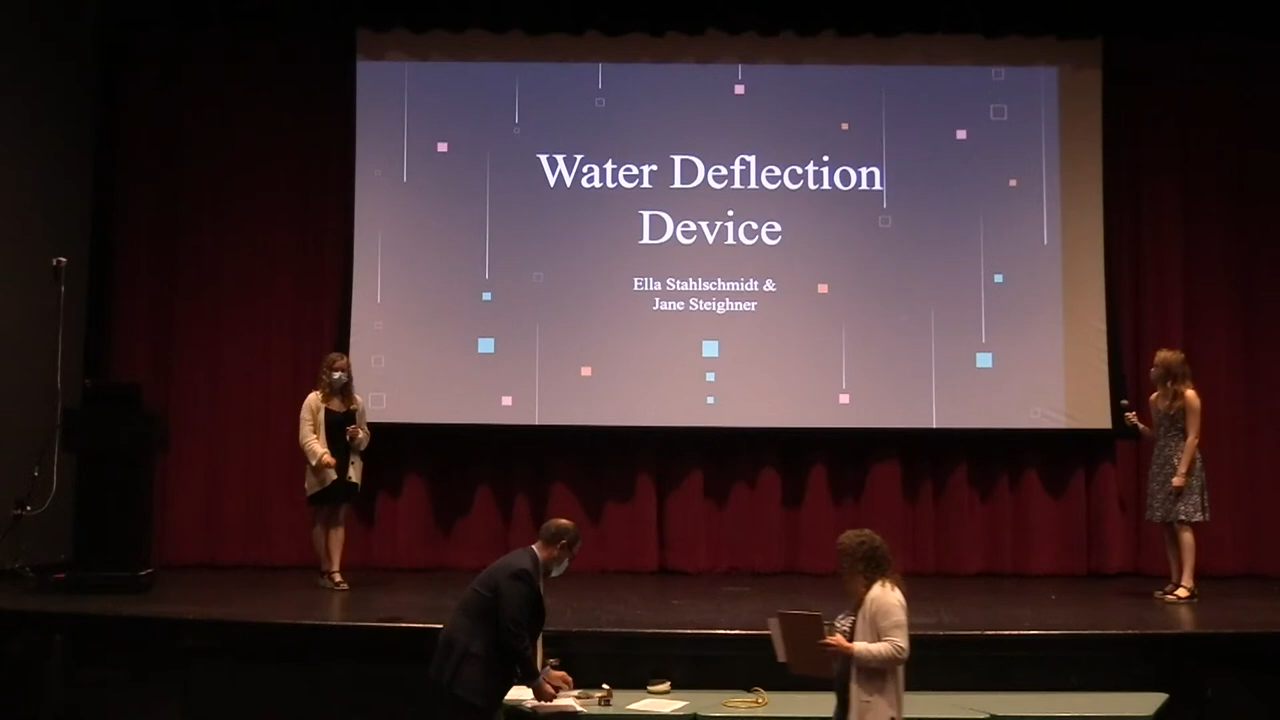 Water Deflection
Device
Ella Stahlschmidt &
Jane Steighner